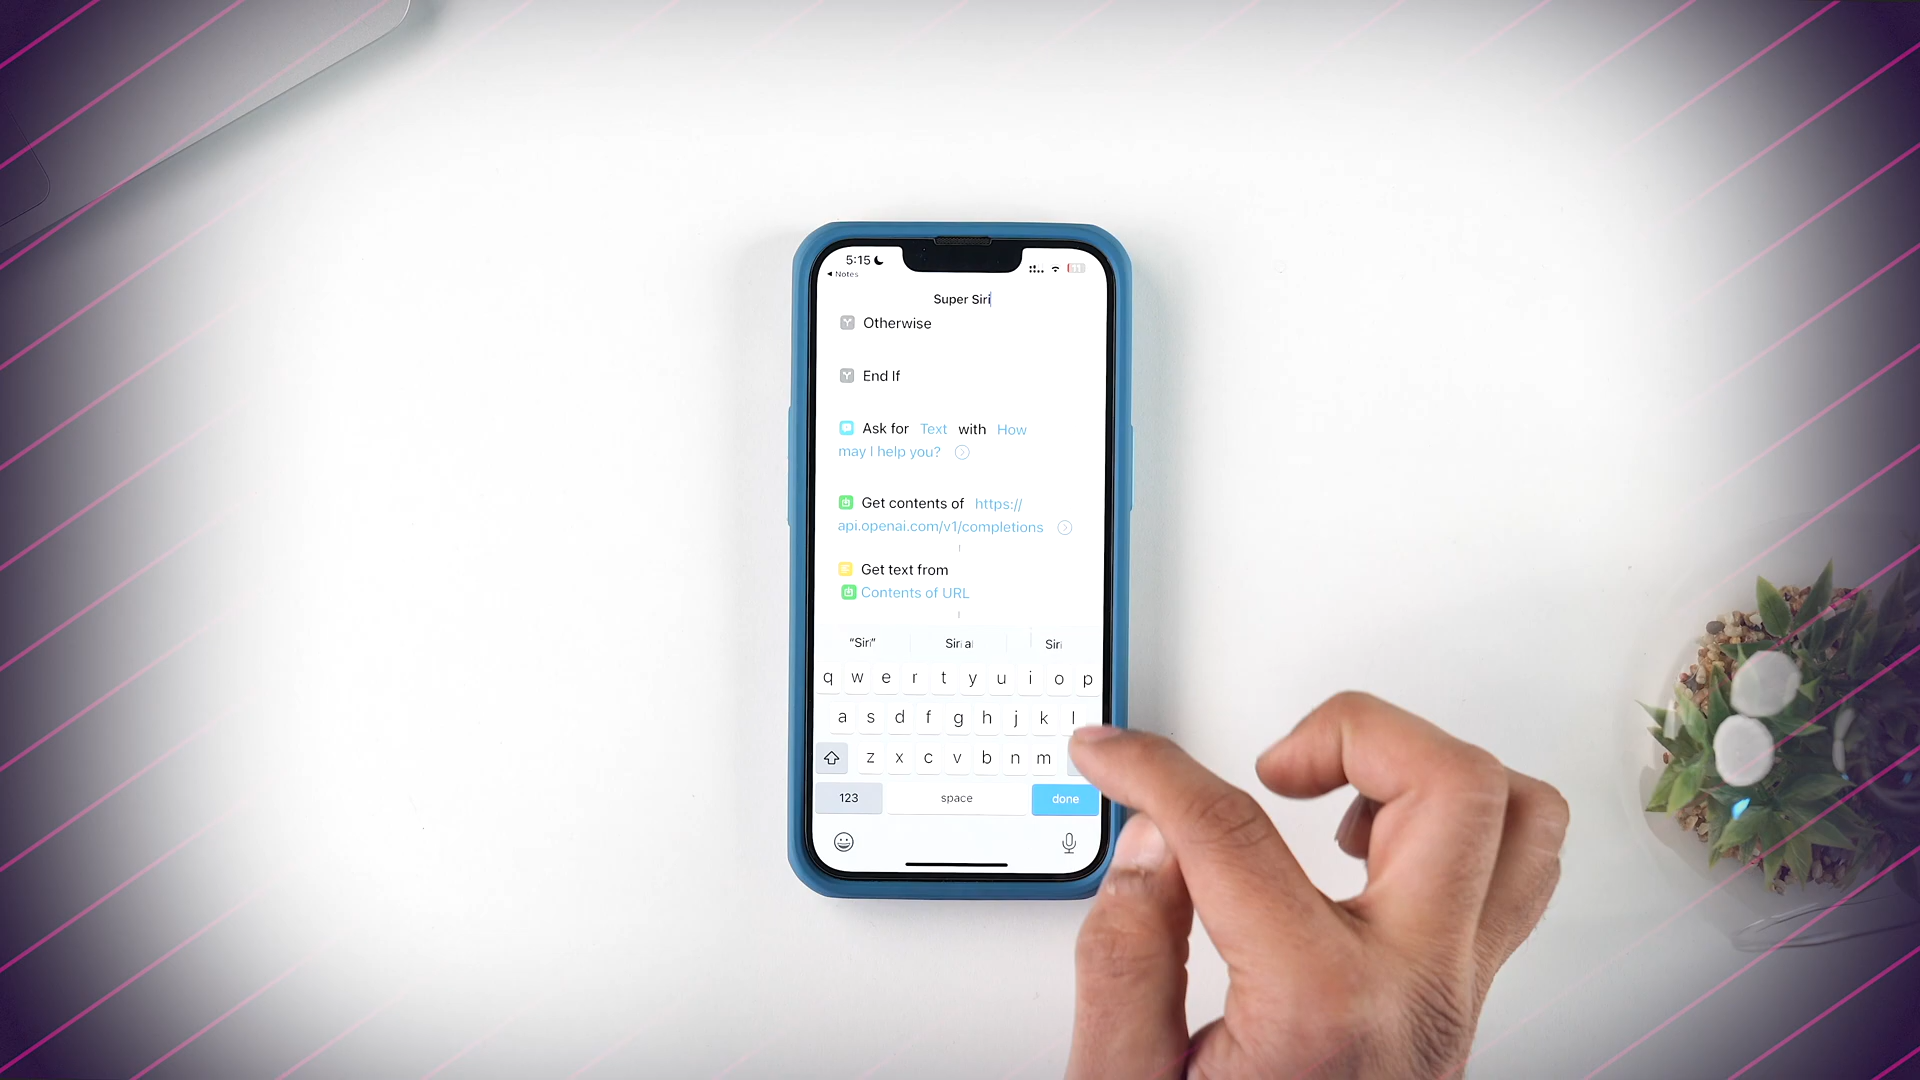 5:15
◄ Notes
11
Super Siri
Otherwise
End If
Ask for Text with How
may I help you?
Get contents of https://
api.openai.com/v1/completions
Get text from
Contents of URL
"Siri" Siri Siri
q w e r t y u i o p
a s d f g h j k l
z x c v b n m
123 space done